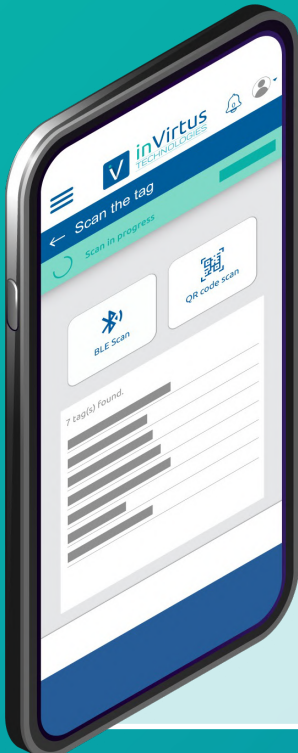 inVirtus
TECHNOLOGIES
← Scan the tag
Scan in progress
BLE Scan
QR code scan
7 tag(s) found.